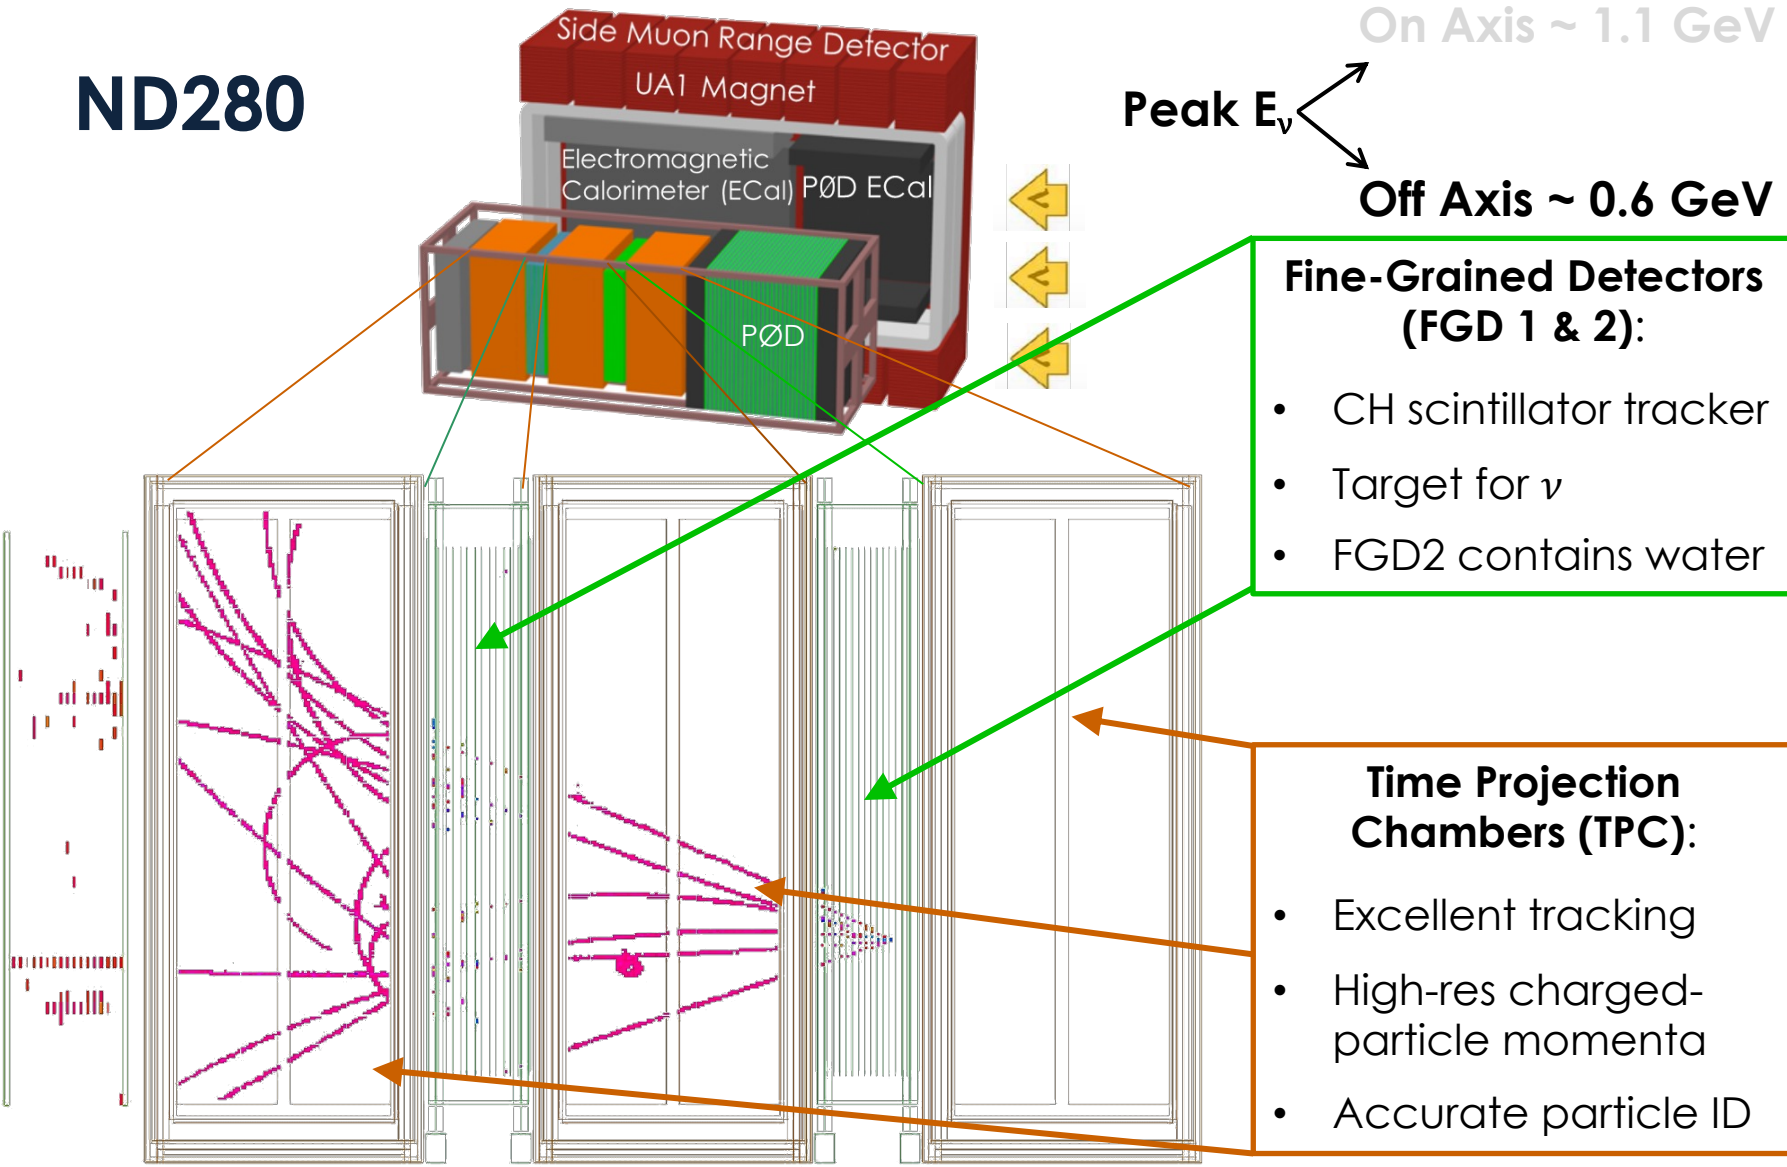 ND280
Side Muon Range Detector
UA1 Magnet
Electromagnetic
Calorimeter (ECal)
PØD ECal
PØD
On Axis ~ 1.1 GeV
Peak Eν
Off Axis ~ 0.6 GeV
Fine-Grained Detectors
(FGD 1 & 2):
• CH scintillator tracker
• Target for ν
• FGD2 contains water
Time Projection
Chambers (TPC):
• Excellent tracking
• High-res charged-
particle momenta
• Accurate particle ID